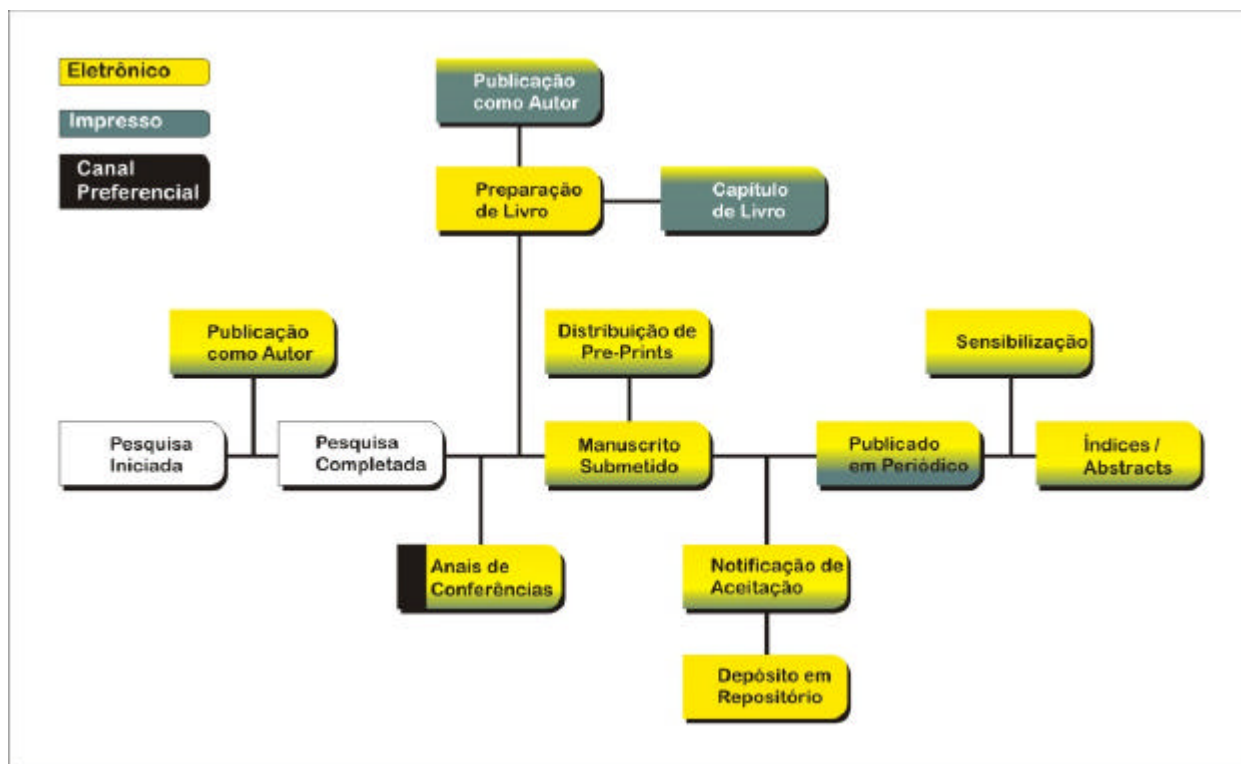 Eletrônico
Impresso
Canal
Preferencial
Publicação
como Autor
Preparação
de Livro
Capítulo
de Livro
Publicação
como Autor
Distribuição de
Pre-Prints
Sensibilização
Pesquisa
Iniciada
Pesquisa
Completada
Manuscrito
Submetido
Publicado
em Periódico
Índices /
Abstracts
Anais de
Conferências
Notificação de
Aceitação
Depósito em
Repositório